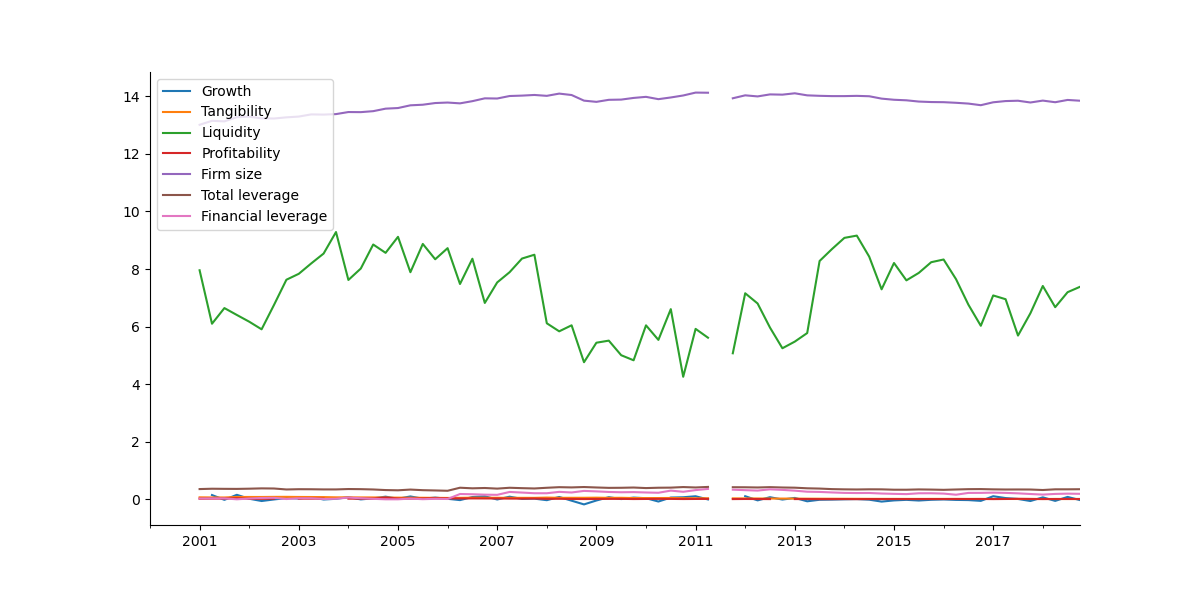 14
12
10
8
6
4
2
0
Growth
Tangibility
Liquidity
Profitability
Firm size
Total leverage
Financial leverage
2001 2003 2005 2007 2009 2011 2013 2015 2017